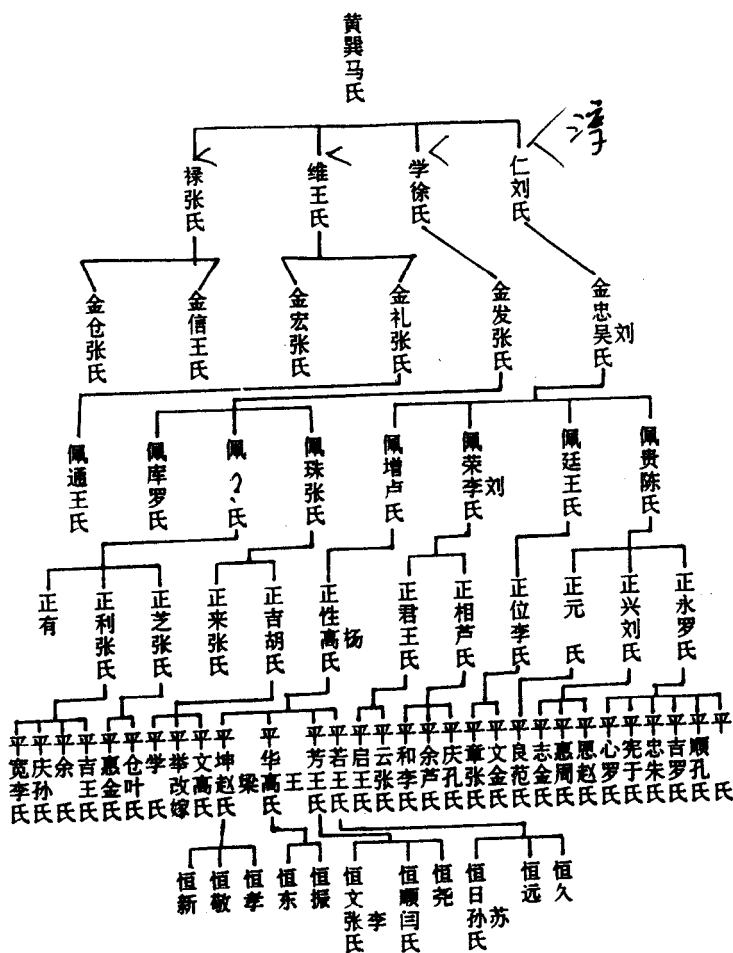 黄巽马氏
淳
仁刘氏
学徐氏
维王氏
禄张氏
金忠吴刘氏
金发张氏
金礼张氏
金宏张氏
金信王氏
金仓张氏
佩贵陈氏
佩廷王氏
佩荣李刘氏
佩增卢氏
佩珠张氏
佩?氏
佩库罗氏
佩通王氏
正永罗氏
正兴刘氏
正元 氏
正位李氏
正相芦氏
正君王氏
正性高杨氏
正吉胡氏
正来张氏
正芝张氏
正利张氏
正有
平 氏
平顺孔氏
平吉罗氏
平忠朱氏
平宪于氏
平心罗氏
平恩赵氏
平惠周氏
平志金氏
平良范氏
平文金氏
平章张氏
平庆孔氏
平余芦氏
平和李氏
平云张氏
平启王氏
平若王氏
平芳王氏
王
平华高氏
平坤赵梁氏
平文高氏
平举改嫁
平学 氏
平仓叶氏
平惠金氏
平吉王氏
平余 氏
平庆孙氏
平宽李氏
恒久
恒远
恒日孙苏氏
恒尧
恒顺闫氏
恒文张李氏
恒振
恒东
恒孝
恒敬
恒新